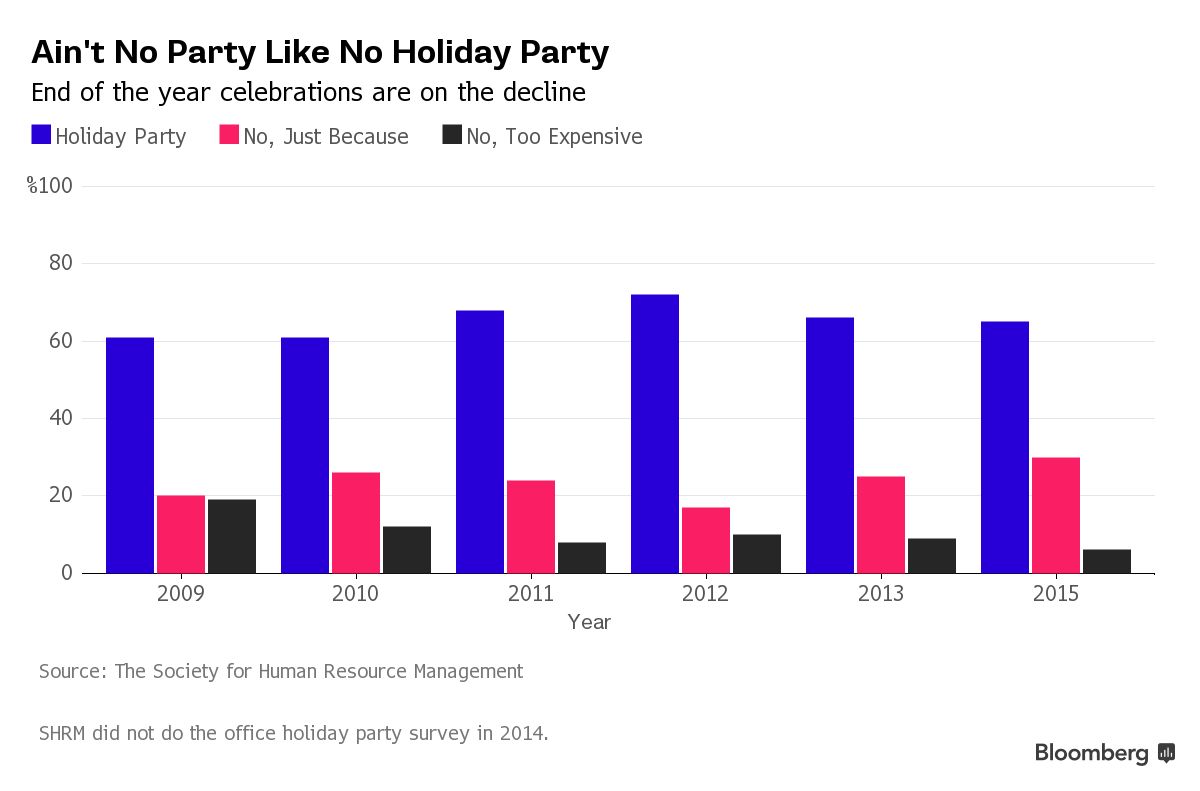 Ain't No Party Like No Holiday Party
End of the year celebrations are on the decline
Holiday Party No, Just Because No, Too Expensive
%100
80
60
40
20
0
2009 2010 2011 2012 2013 2015
Year
Source: The Society for Human Resource Management
SHRM did not do the office holiday party survey in 2014.
Bloomberg